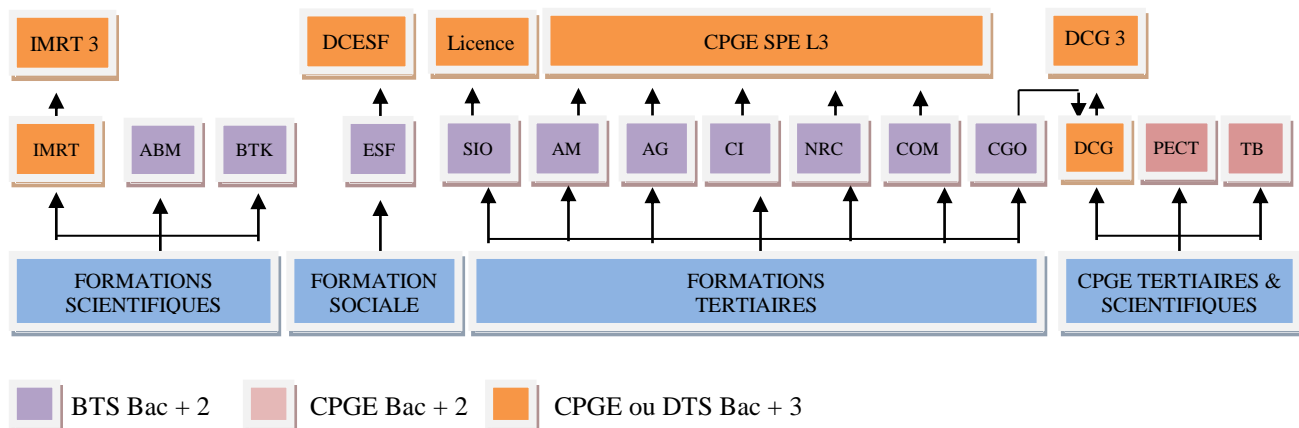 IMRT 3
DCESF
Licence
CPGE SPE L3
DCG 3
IMRT
ABM
BTK
ESF
SIO
AM
AG
CI
NRC
COM
CGO
DCG
PECT
TB
FORMATIONS
SCIENTIFIQUES
FORMATION
SOCIALE
FORMATIONS
TERTIAIRES
CPGE TERTIAIRES &
SCIENTIFIQUES
BTS Bac + 2
CPGE Bac + 2
CPGE ou DTS Bac + 3